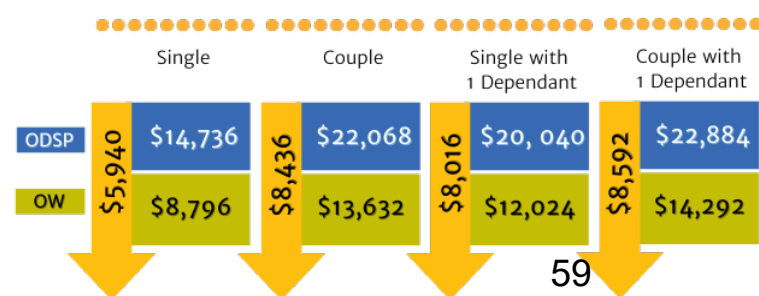 Single
Couple
Single with
1 Dependant
Couple with
1 Dependant
ODSP
$5,940
$14,736
$8,436
$22,068
$8,016
$20, 040
$8,592
$22,884
OW
$8,796
$13,632
$12,024
$14,292
59